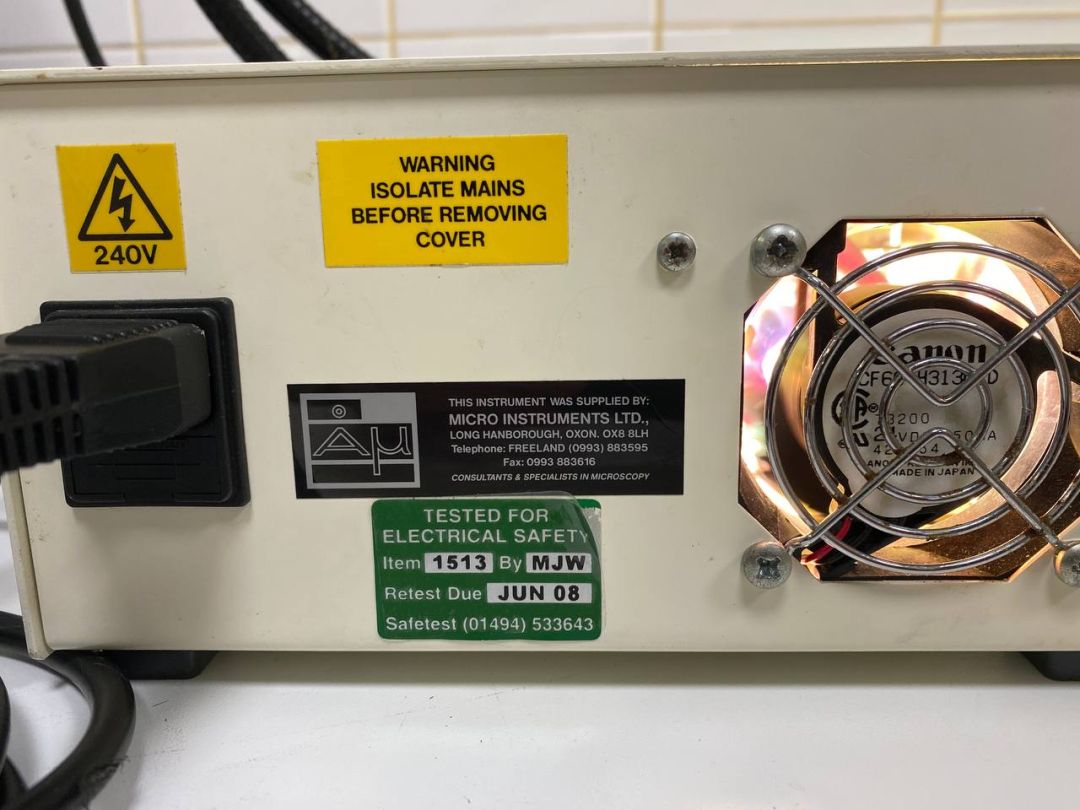 240V
WARNING
ISOLATE MAINS
BEFORE REMOVING
COVER
Aμ
THIS INSTRUMENT WAS SUPPLIED BY:
MICRO INSTRUMENTS LTD.,
LONG HANBOROUGH, OXON. OX8 8LH
Telephone: FREELAND (0993) 883595
Fax: 0993 883616
CONSULTANTS & SPECIALISTS IN MICROSCOPY
TESTED FOR
ELECTRICAL SAFETY
Item 1513 By MJW
Retest Due JUN 08
Safetest (01494) 533643
Canon
MADE IN JAPAN